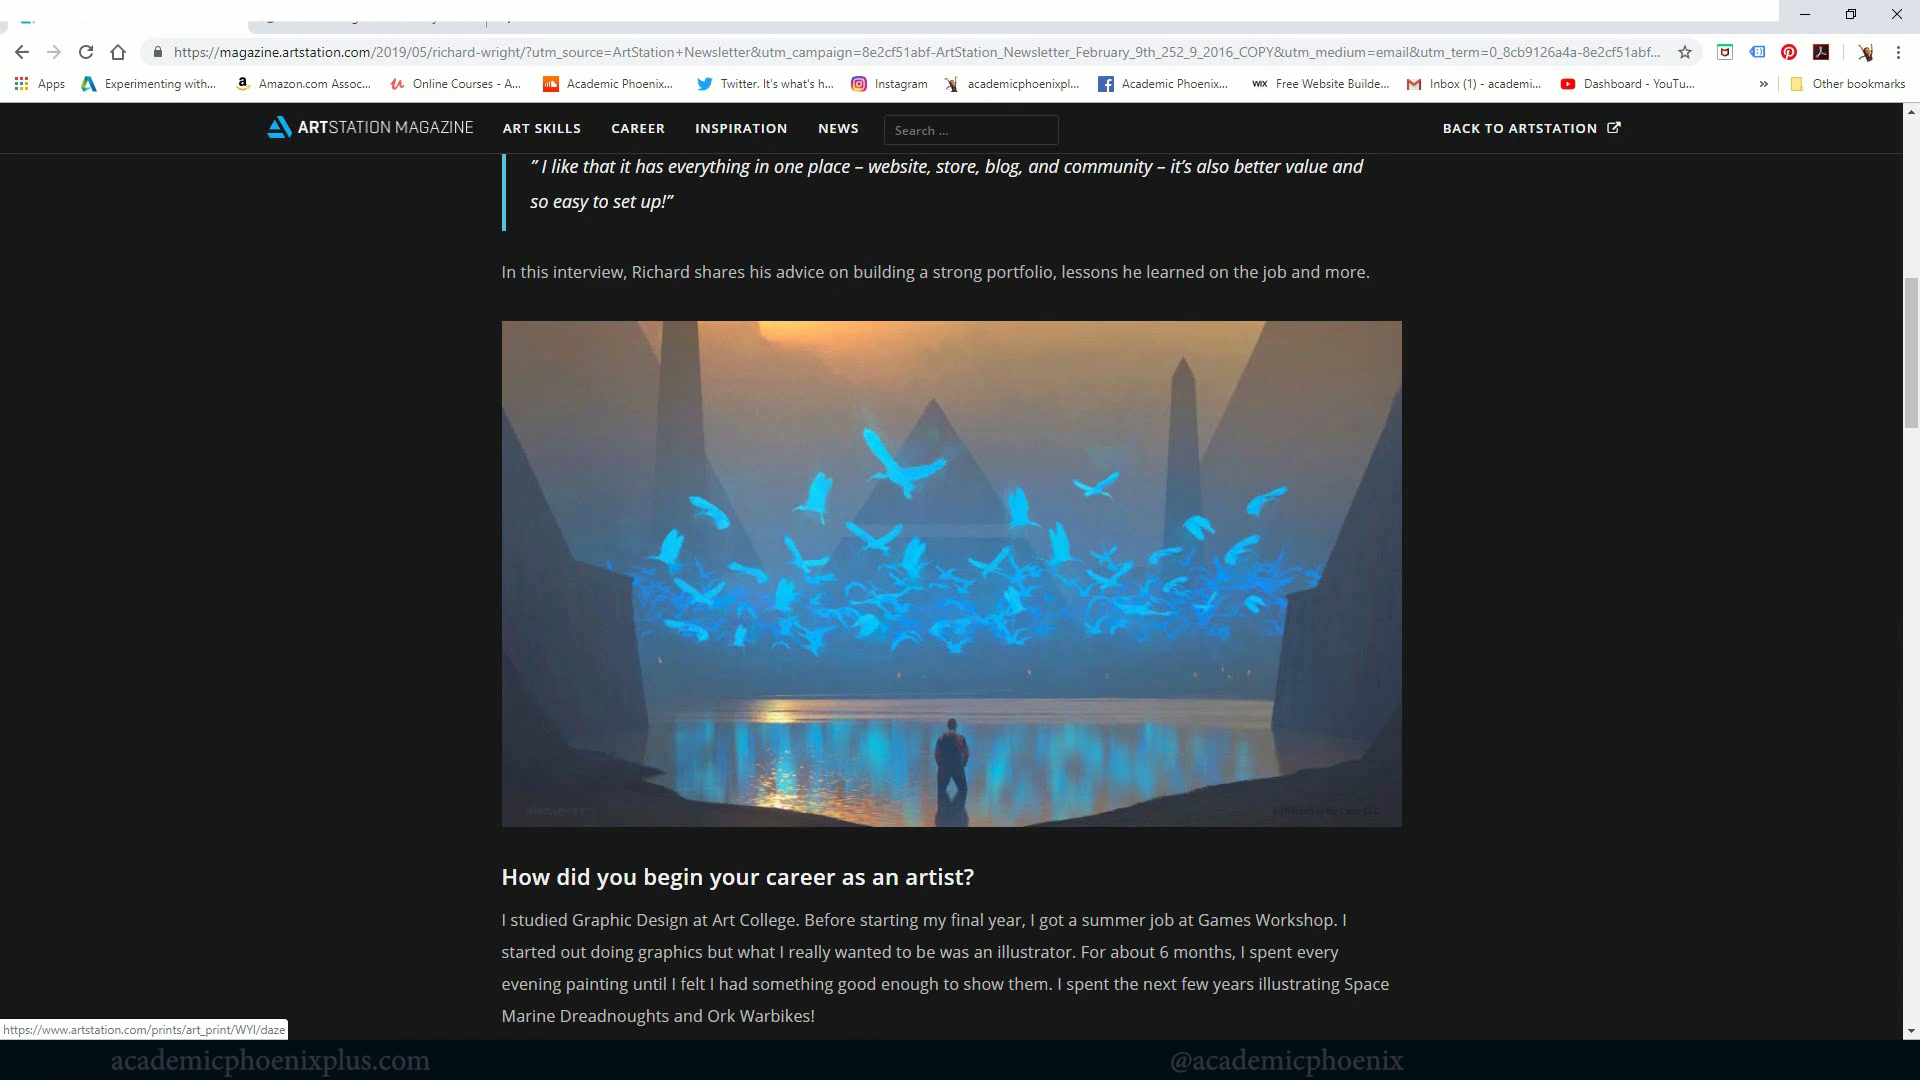 https://magazine.artstation.com/2019/05/richard-wright/?utm_source=ArtStation+Newsletter&utm_campaign=8e2cf51abf-ArtStation_Newsletter_February_9th_252_9_2016_COPY&utm_medium=email&utm_term=0_8cb9126a4a-8e2cf51abf...
Apps Experimenting with... Amazon.com Assoc... Online Courses - A... Academic Phoenix... Twitter. It's what's h... Instagram academicphoenixpl... Academic Phoenix... WIX Free Website Builde... Inbox (1) - academi... Dashboard - YouTu... » Other bookmarks
ARTSTATION MAGAZINE ART SKILLS CAREER INSPIRATION NEWS Search ... BACK TO ARTSTATION
” I like that it has everything in one place – website, store, blog, and community – it’s also better value and
so easy to set up!”
In this interview, Richard shares his advice on building a strong portfolio, lessons he learned on the job and more.
How did you begin your career as an artist?
I studied Graphic Design at Art College. Before starting my final year, I got a summer job at Games Workshop. I
started out doing graphics but what I really wanted to be was an illustrator. For about 6 months, I spent every
evening painting until I felt I had something good enough to show them. I spent the next few years illustrating Space
Marine Dreadnoughts and Ork Warbikes!
https://www.artstation.com/prints/art_print/WYI/daze
academicphoenixplus.com @academicphoenix